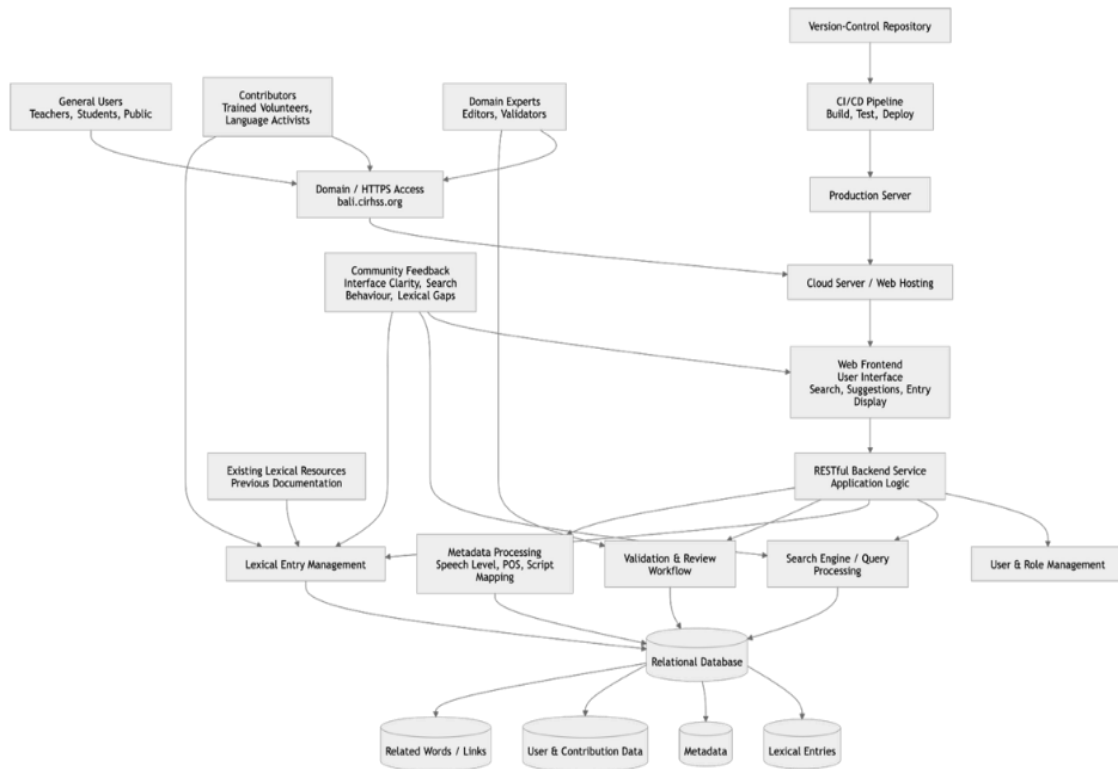 Version-Control Repository
General Users
Teachers, Students, Public
Contributors
Trained Volunteers,
Language Activists
Domain Experts
Editors, Validators
CI/CD Pipeline
Build, Test, Deploy
Domain / HTTPS Access
bali.cirhss.org
Production Server
Community Feedback
Interface Clarity, Search
Behaviour, Lexical Gaps
Cloud Server / Web Hosting
Web Frontend
User Interface
Search, Suggestions, Entry
Display
Existing Lexical Resources
Previous Documentation
RESTful Backend Service
Application Logic
Lexical Entry Management
Metadata Processing
Speech Level, POS, Script
Mapping
Validation & Review
Workflow
Search Engine / Query
Processing
User & Role Management
Relational Database
Related Words / Links
User & Contribution Data
Metadata
Lexical Entries